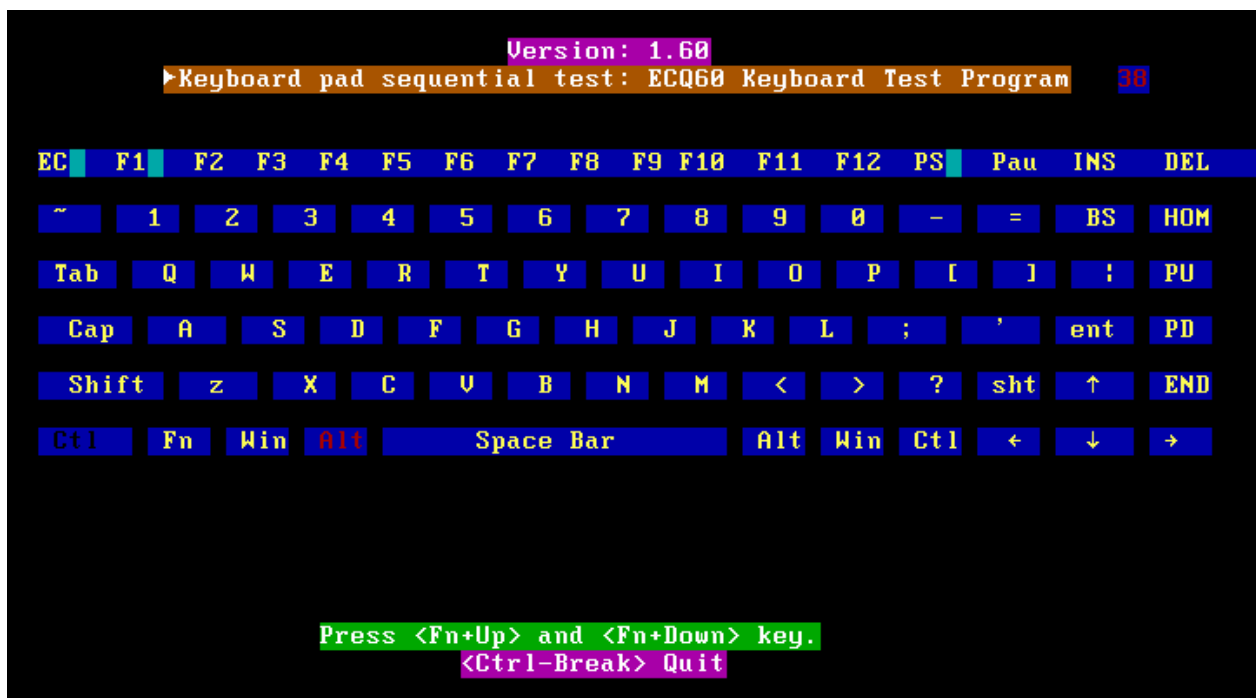 Version: 1.60
►Keyboard pad sequential test: ECQ60 Keyboard Test Program 38
EC F1 F2 F3 F4 F5 F6 F7 F8 F9 F10 F11 F12 PS Pau INS DEL
~ 1 2 3 4 5 6 7 8 9 0 - = BS HOM
Tab Q W E R T Y U I O P [ ] ¦ PU
Cap A S D F G H J K L ; ' ent PD
Shift z X C V B N M < > ? sht ↑ END
Ctl Fn Win Alt Space Bar Alt Win Ctl ← ↓ →
Press <Fn+Up> and <Fn+Down> key.
<Ctrl-Break> Quit